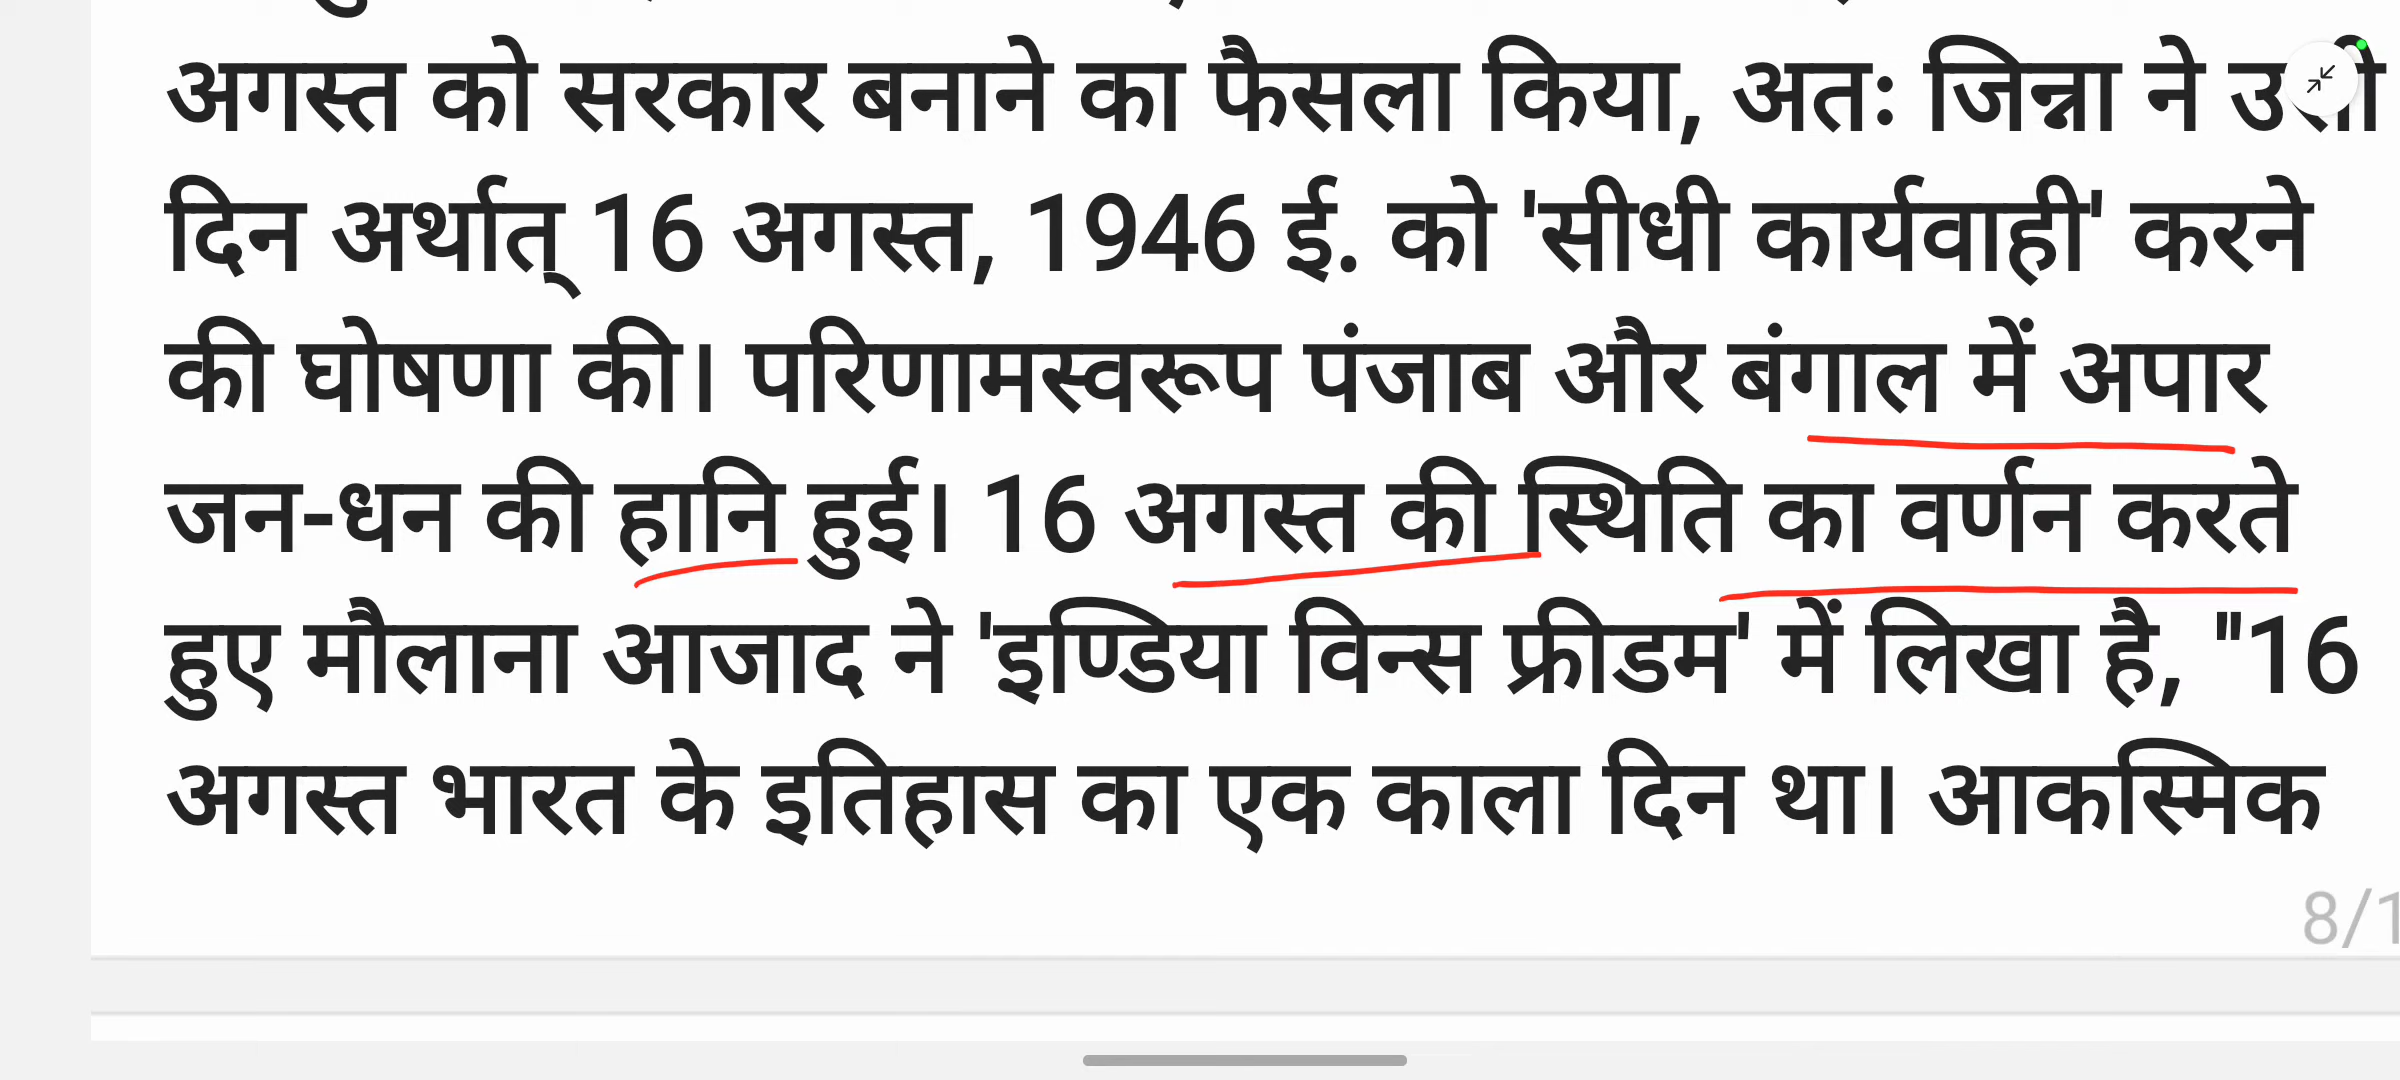 अगस्त को सरकार बनाने का फैसला किया, अतः जिन्ना ने उसी
दिन अर्थात् 16 अगस्त, 1946 ई. को 'सीधी कार्यवाही' करने
की घोषणा की। परिणामस्वरूप पंजाब और बंगाल में अपार
जन-धन की हानि हुई। 16 अगस्त की स्थिति का वर्णन करते
हुए मौलाना आजाद ने 'इण्डिया विन्स फ्रीडम' में लिखा है, "16
अगस्त भारत के इतिहास का एक काला दिन था। आकस्मिक
8/1